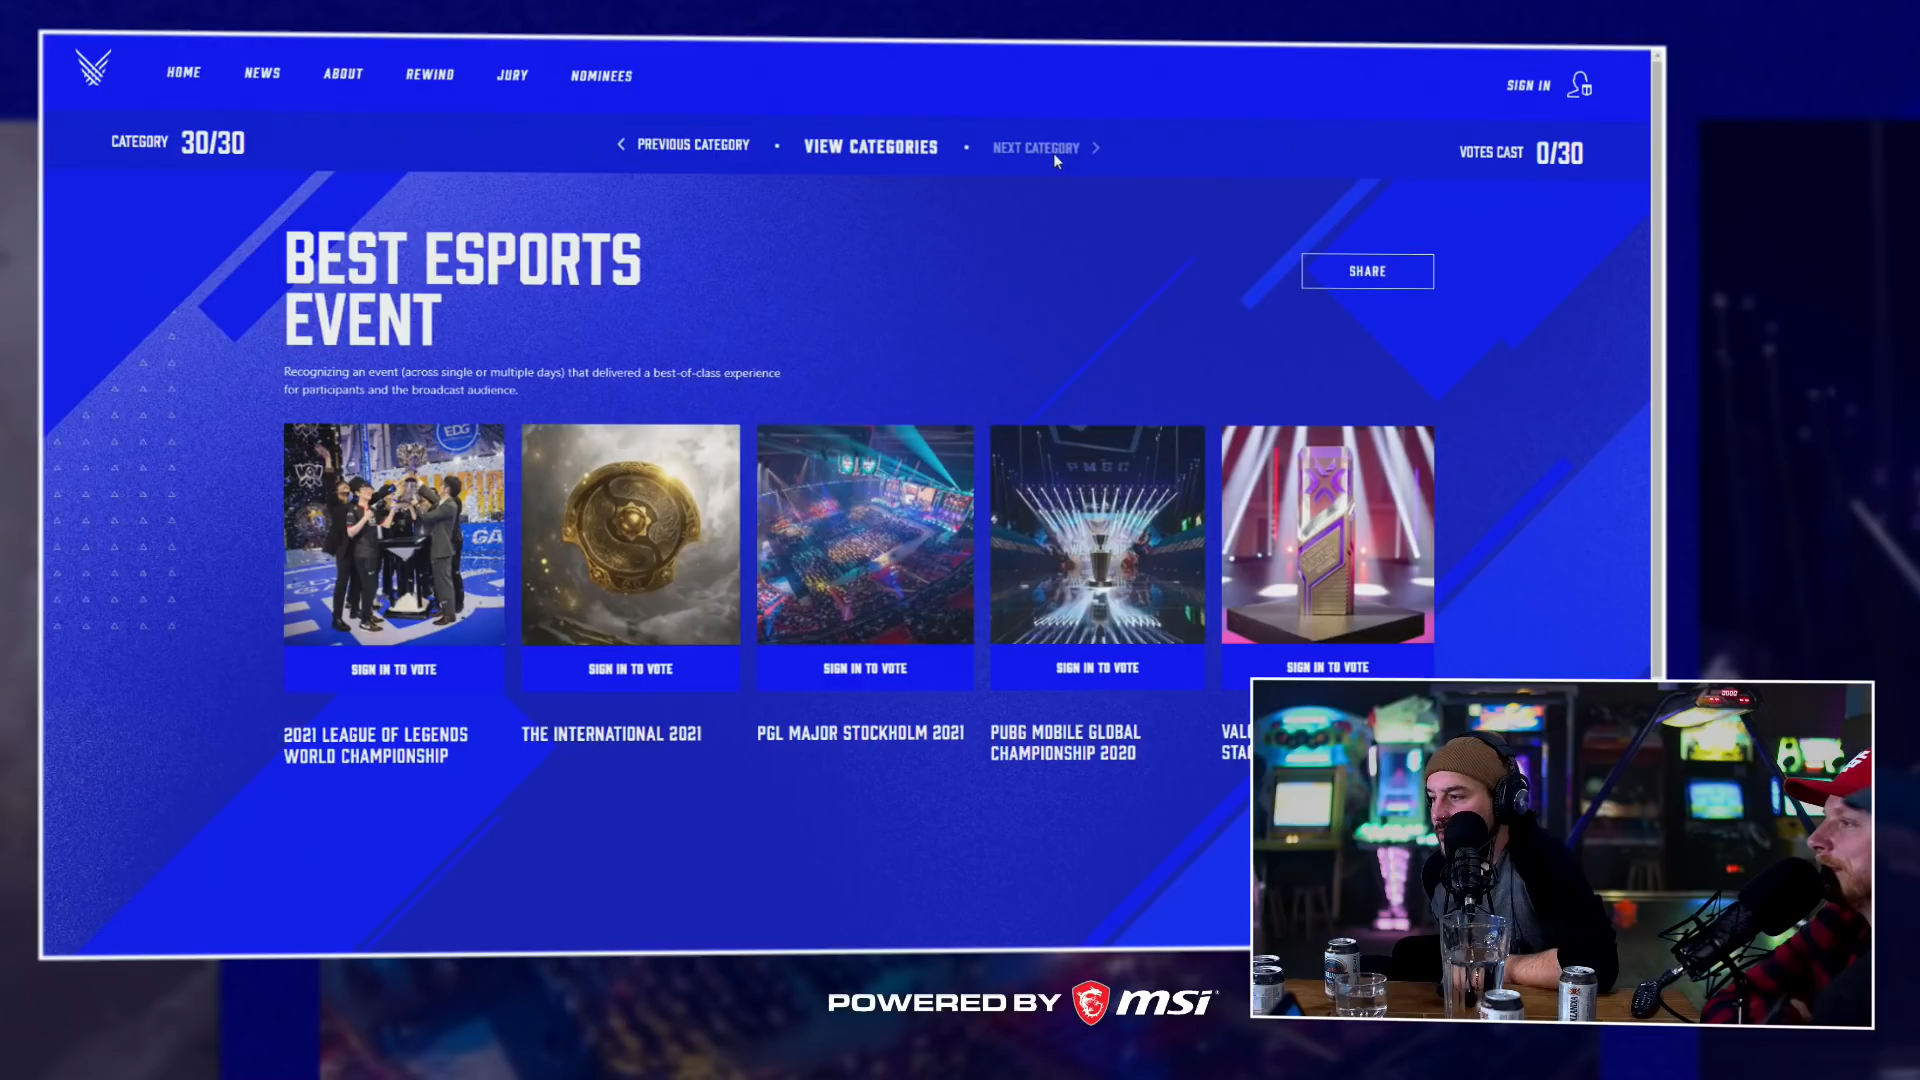 HOME NEWS ABOUT REWIND JURY NOMINEES
SIGN IN
CATEGORY 30/30
PREVIOUS CATEGORY • VIEW CATEGORIES • NEXT CATEGORY
VOTES CAST 0/30
BEST ESPORTS
EVENT
SHARE
Recognizing an event (across single or multiple days) that delivered a best-of-class experience
for participants and the broadcast audience.
EDG
PMGC
SIGN IN TO VOTE
SIGN IN TO VOTE
SIGN IN TO VOTE
SIGN IN TO VOTE
SIGN IN TO VOTE
2021 LEAGUE OF LEGENDS
WORLD CHAMPIONSHIP
THE INTERNATIONAL 2021
PGL MAJOR STOCKHOLM 2021
PUBG MOBILE GLOBAL
CHAMPIONSHIP 2020
POWERED BY msi